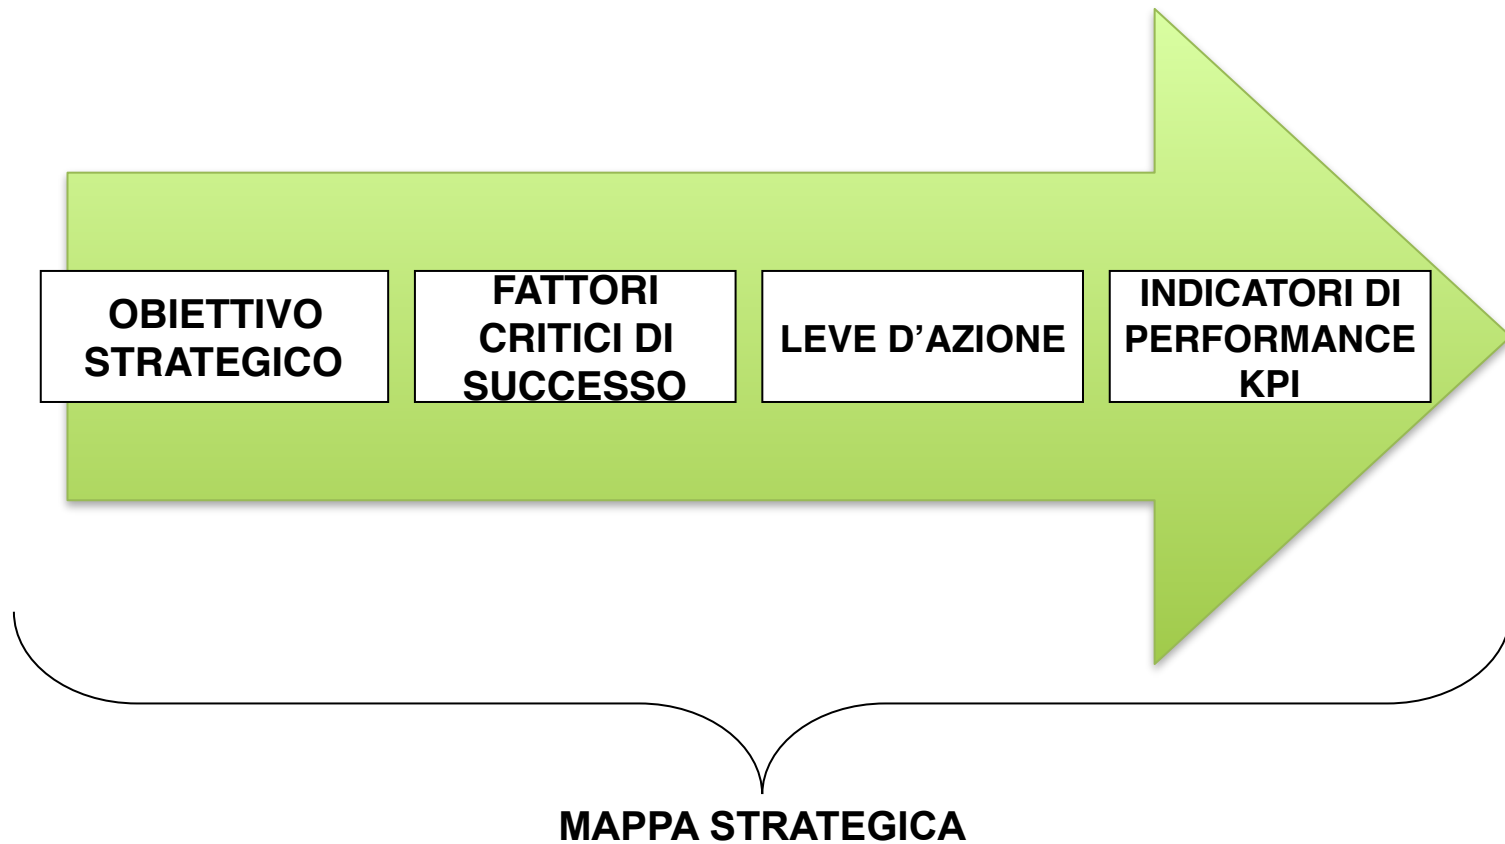 OBIETTIVO
STRATEGICO
FATTORI
CRITICI DI
SUCCESSO
LEVE D’AZIONE
INDICATORI DI
PERFORMANCE
KPI
MAPPA STRATEGICA